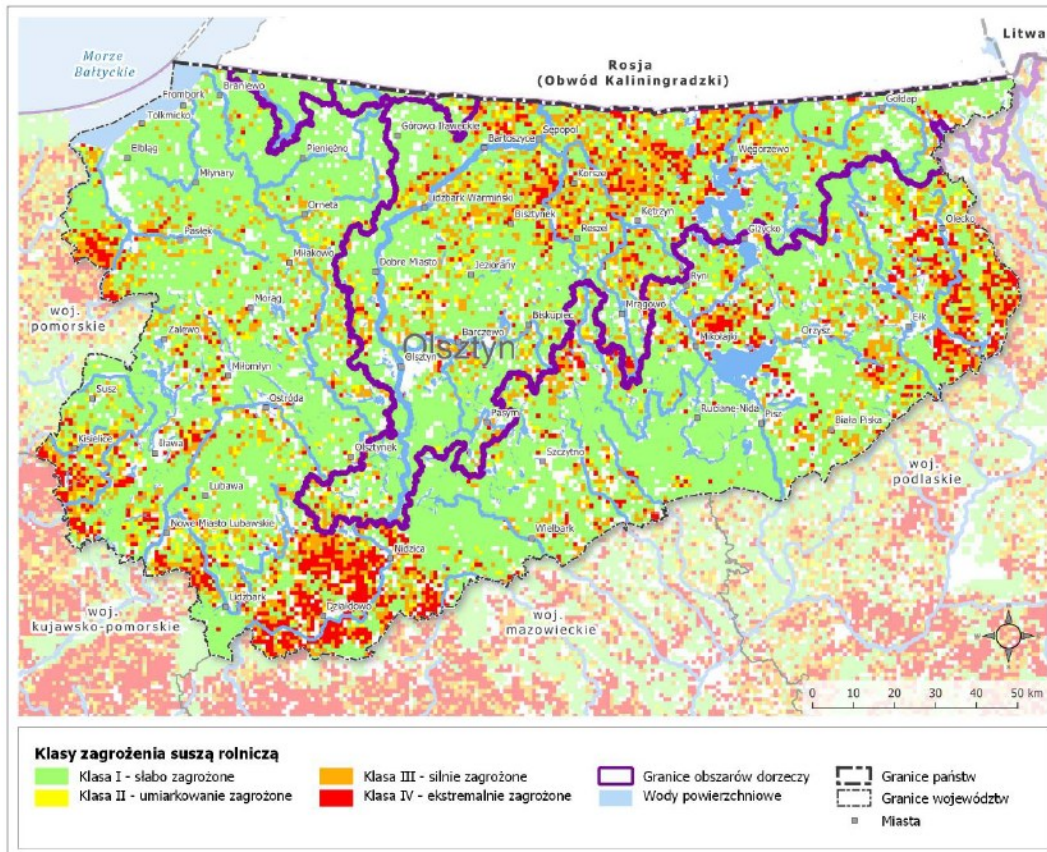 Litwa
Morze
Bałtyckie
Rosja
(Obwód Kaliningradzki)
Braniewo
Frombork
Tolkmicko
Gołdap
Górowo Iławeckie
Sępopol
Bartoszyce
Elbląg
Pieniężno
Węgorzewo
Młynary
Korsze
Lidzbark Warmiński
Orneta
Bisztynek
Kętrzyn
Olecko
Pasłęk
Reszel
Giżycko
Miłakowo
Dobre Miasto
Jeziorany
Ryn
woj.
pomorskie
Morąg
Mrągowo
Biskupiec
Ełk
Zalewo
Barczewo
Orzysz
Mikołajki
Olsztyn
Olsztyn
Miłomłyn
Susz
Ostróda
Ruciane-Nida
Pisz
Pasym
Biała Piska
Kisielice
Iława
Olsztynek
Szczytno
woj.
podlaskie
Lubawa
Nowe Miasto Lubawskie
Wielbark
Nidzica
Lidzbark
Działdowo
woj.
kujawsko-pomorskie
woj.
mazowieckie
0 10 20 30 40 50 km
Klasy zagrożenia suszą rolniczą
Klasa I - słabo zagrożone
Klasa II - umiarkowanie zagrożone
Klasa III - silnie zagrożone
Klasa IV - ekstremalnie zagrożone
Granice obszarów dorzeczy
Wody powierzchniowe
Granice państw
Granice województw
Miasta